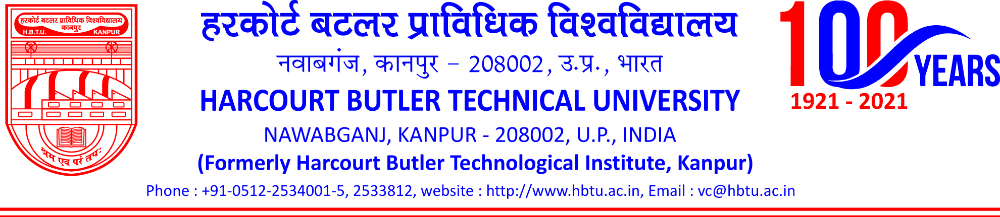 हरकोर्ट बटलर प्राविधिक विश्वविद्यालय
कानपुर
H.B.T.U. KANPUR
श्रम एव परं तपः
हरकोर्ट बटलर प्राविधिक विश्वविद्यालय
नवाबगंज, कानपुर – 208002, उ.प्र., भारत
HARCOURT BUTLER TECHNICAL UNIVERSITY
NAWABGANJ, KANPUR - 208002, U.P., INDIA
(Formerly Harcourt Butler Technological Institute, Kanpur)
Phone : +91-0512-2534001-5, 2533812, website : http://www.hbtu.ac.in, Email : vc@hbtu.ac.in
100 YEARS
1921 - 2021